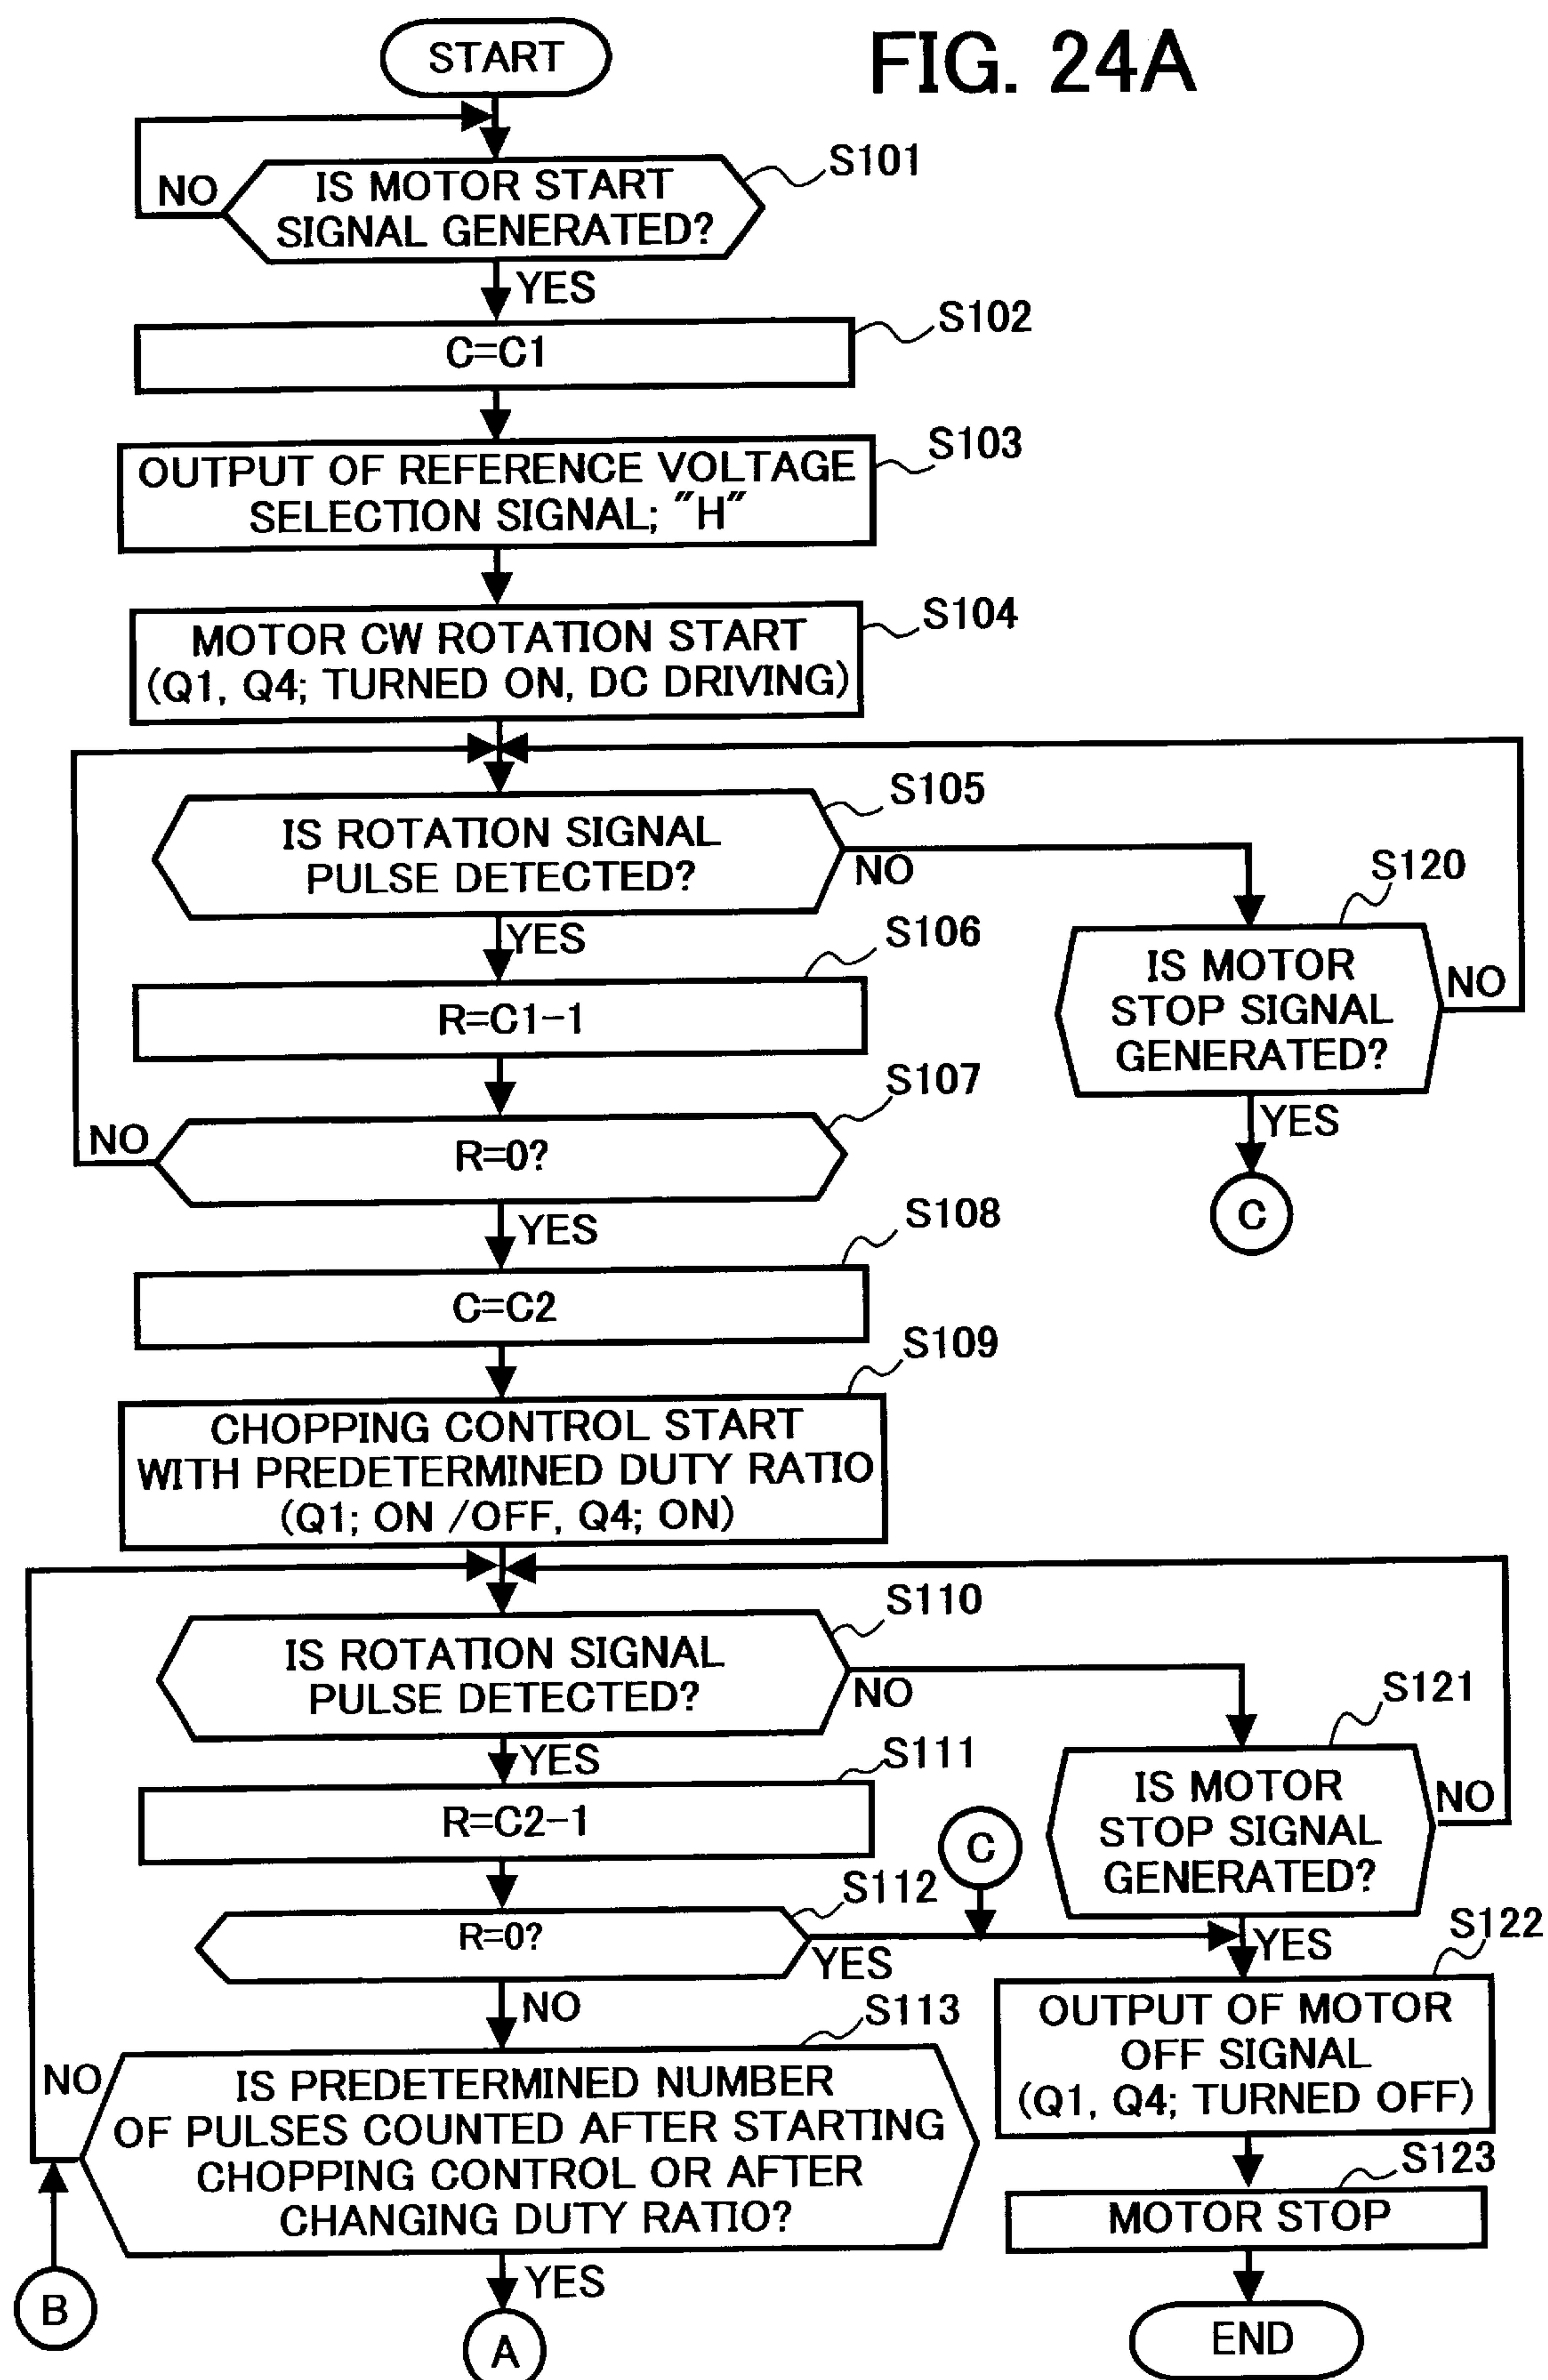 FIG. 24A
START
S101
IS MOTOR START
SIGNAL GENERATED?
NO
YES
S102
C=C1
S103
OUTPUT OF REFERENCE VOLTAGE
SELECTION SIGNAL; "H"
S104
MOTOR CW ROTATION START
(Q1, Q4; TURNED ON, DC DRIVING)
S105
IS ROTATION SIGNAL
PULSE DETECTED?
NO
YES
S120
IS MOTOR
STOP SIGNAL
GENERATED?
NO
YES
C
S106
R=C1-1
S107
R=0?
NO
YES
S108
C=C2
S109
CHOPPING CONTROL START
WITH PREDETERMINED DUTY RATIO
(Q1; ON /OFF, Q4; ON)
S110
IS ROTATION SIGNAL
PULSE DETECTED?
NO
YES
S121
IS MOTOR
STOP SIGNAL
GENERATED?
NO
YES
S111
R=C2-1
C
S112
R=0?
YES
NO
S122
OUTPUT OF MOTOR
OFF SIGNAL
(Q1, Q4; TURNED OFF)
S113
IS PREDETERMINED NUMBER
OF PULSES COUNTED AFTER STARTING
CHOPPING CONTROL OR AFTER
CHANGING DUTY RATIO?
NO
YES
S123
MOTOR STOP
B
A
END